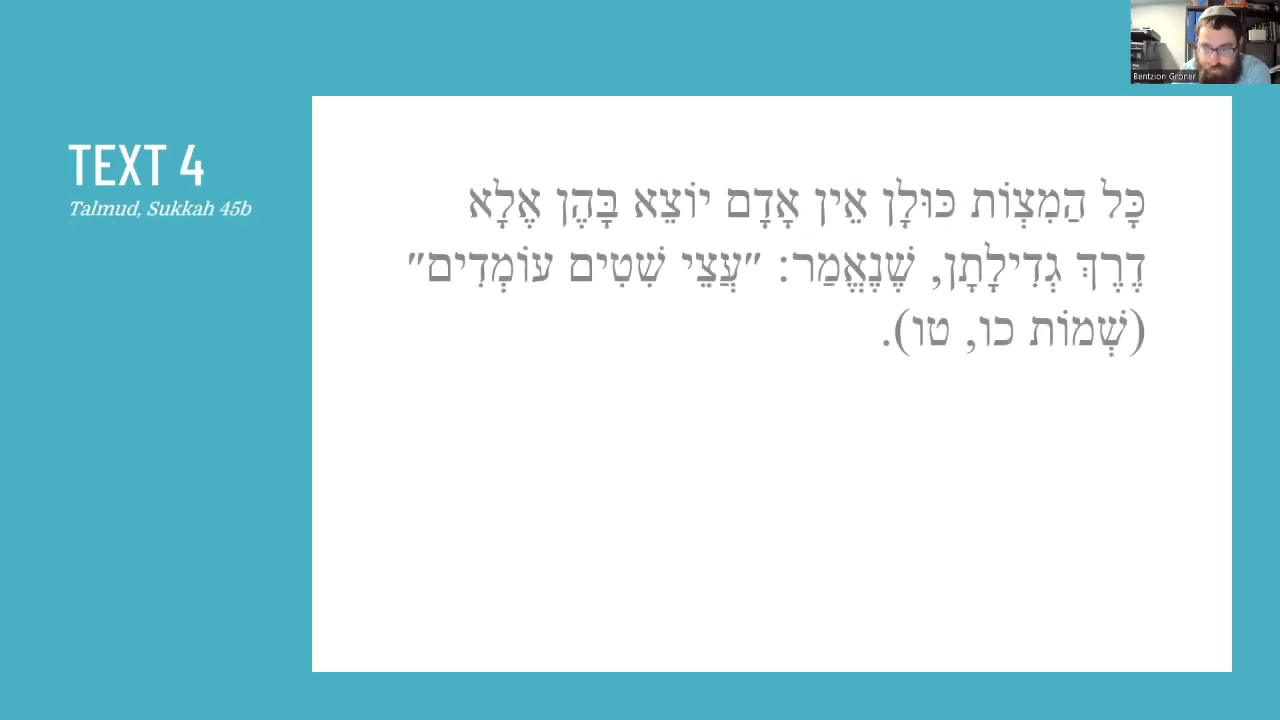 Bentzion Groner
TEXT 4
Talmud, Sukkah 45b
כָּל הַמִצְוֹת כּוּלָן אֵין אָדָם יוֹצֵא בָּהֶן אֶלָא
דֶרֶךְ גְדִילָתָן, שֶׁנֶאֱמַר: "עֲצֵי שִׁטִים עוֹמְדִים"
(שְׁמוֹת כו, טו).